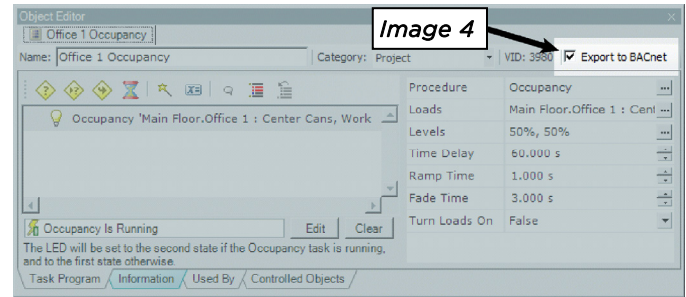 Object Editor
Office 1 Occupancy
Image 4
Name: Office 1 Occupancy Category: Project VID: 3980 Export to BACnet
Procedure Occupancy ...
Occupancy 'Main Floor.Office 1 : Center Cans, Work
Loads Main Floor.Office 1 : Cent ...
Levels 50%, 50% ...
Time Delay 60.000 s
Ramp Time 1.000 s
Fade Time 3.000 s
Turn Loads On False
Occupancy Is Running Edit Clear
The LED will be set to the second state if the Occupancy task is running,
and to the first state otherwise.
Task Program Information Used By Controlled Objects